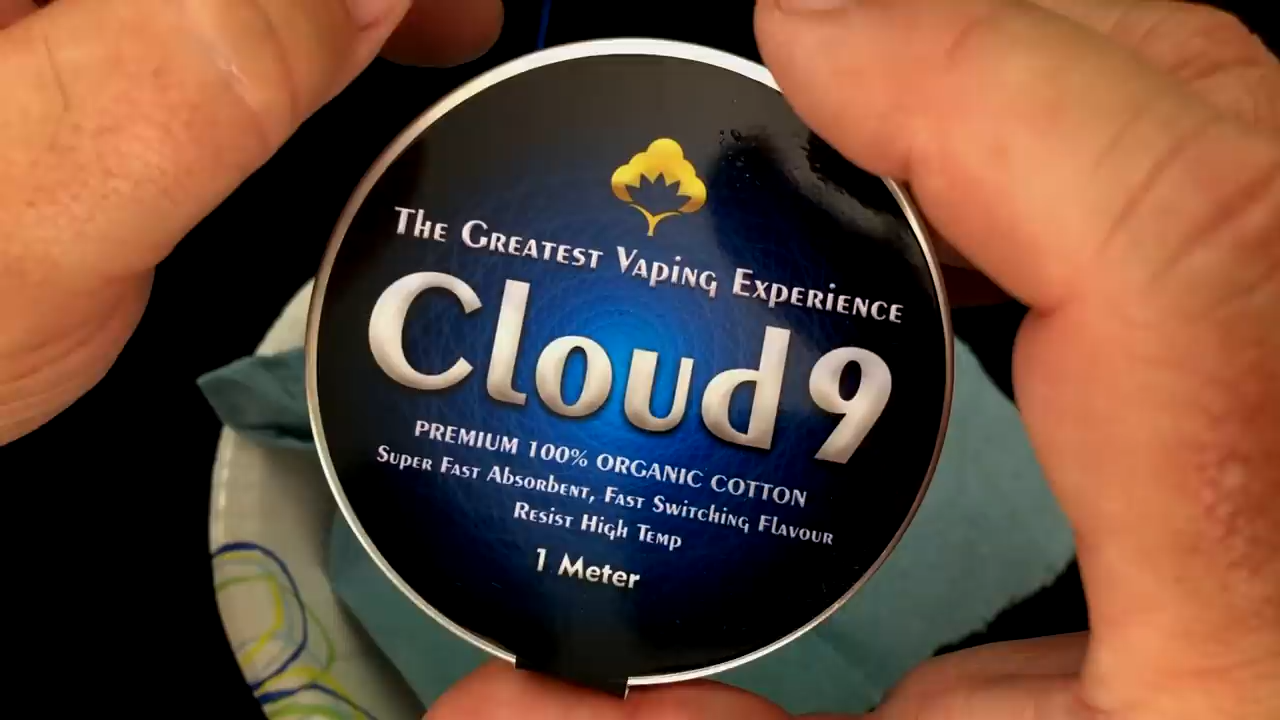 The Greatest Vaping Experience
Cloud9
PREMIUM 100% ORGANIC COTTON
Super Fast Absorbent, Fast Switching Flavour
Resist High Temp
1 Meter